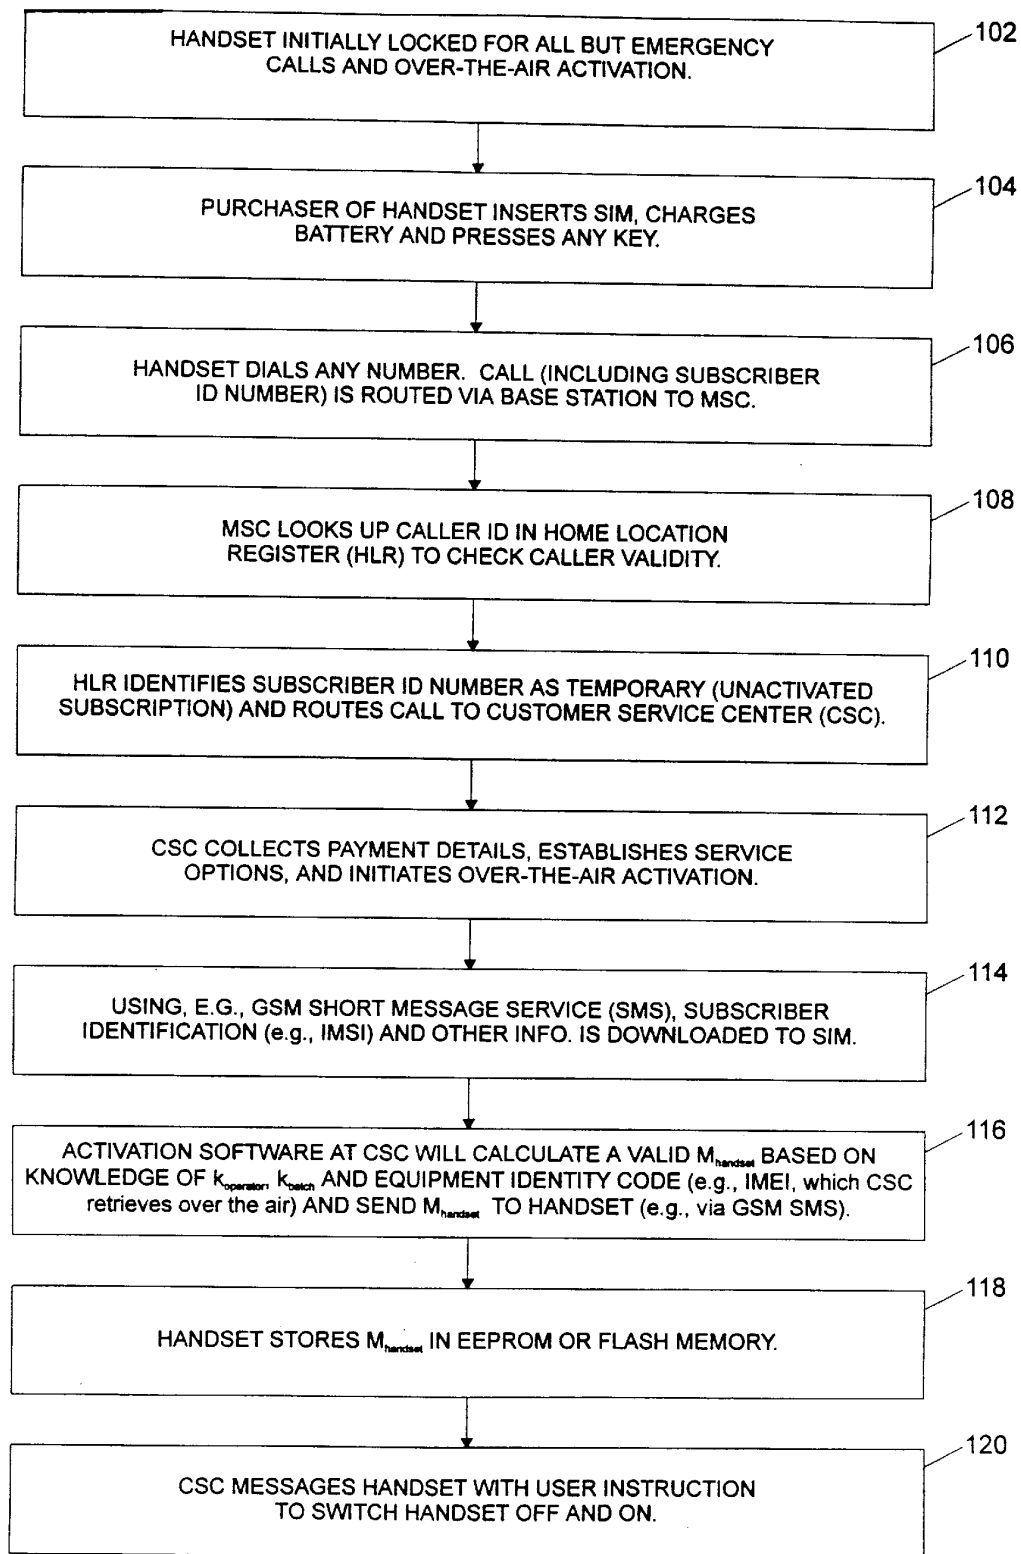 HANDSET INITIALLY LOCKED FOR ALL BUT EMERGENCY
CALLS AND OVER-THE-AIR ACTIVATION.
102
PURCHASER OF HANDSET INSERTS SIM, CHARGES
BATTERY AND PRESSES ANY KEY.
104
HANDSET DIALS ANY NUMBER. CALL (INCLUDING SUBSCRIBER
ID NUMBER) IS ROUTED VIA BASE STATION TO MSC.
106
MSC LOOKS UP CALLER ID IN HOME LOCATION
REGISTER (HLR) TO CHECK CALLER VALIDITY.
108
HLR IDENTIFIES SUBSCRIBER ID NUMBER AS TEMPORARY (UNACTIVATED
SUBSCRIPTION) AND ROUTES CALL TO CUSTOMER SERVICE CENTER (CSC).
110
CSC COLLECTS PAYMENT DETAILS, ESTABLISHES SERVICE
OPTIONS, AND INITIATES OVER-THE-AIR ACTIVATION.
112
USING, E.G., GSM SHORT MESSAGE SERVICE (SMS), SUBSCRIBER
IDENTIFICATION (e.g., IMSI) AND OTHER INFO. IS DOWNLOADED TO SIM.
114
ACTIVATION SOFTWARE AT CSC WILL CALCULATE A VALID Mhandset BASED ON
KNOWLEDGE OF koperator, kbatch AND EQUIPMENT IDENTITY CODE (e.g., IMEI, which CSC
retrieves over the air) AND SEND Mhandset TO HANDSET (e.g., via GSM SMS).
116
HANDSET STORES Mhandset IN EEPROM OR FLASH MEMORY.
118
CSC MESSAGES HANDSET WITH USER INSTRUCTION
TO SWITCH HANDSET OFF AND ON.
120